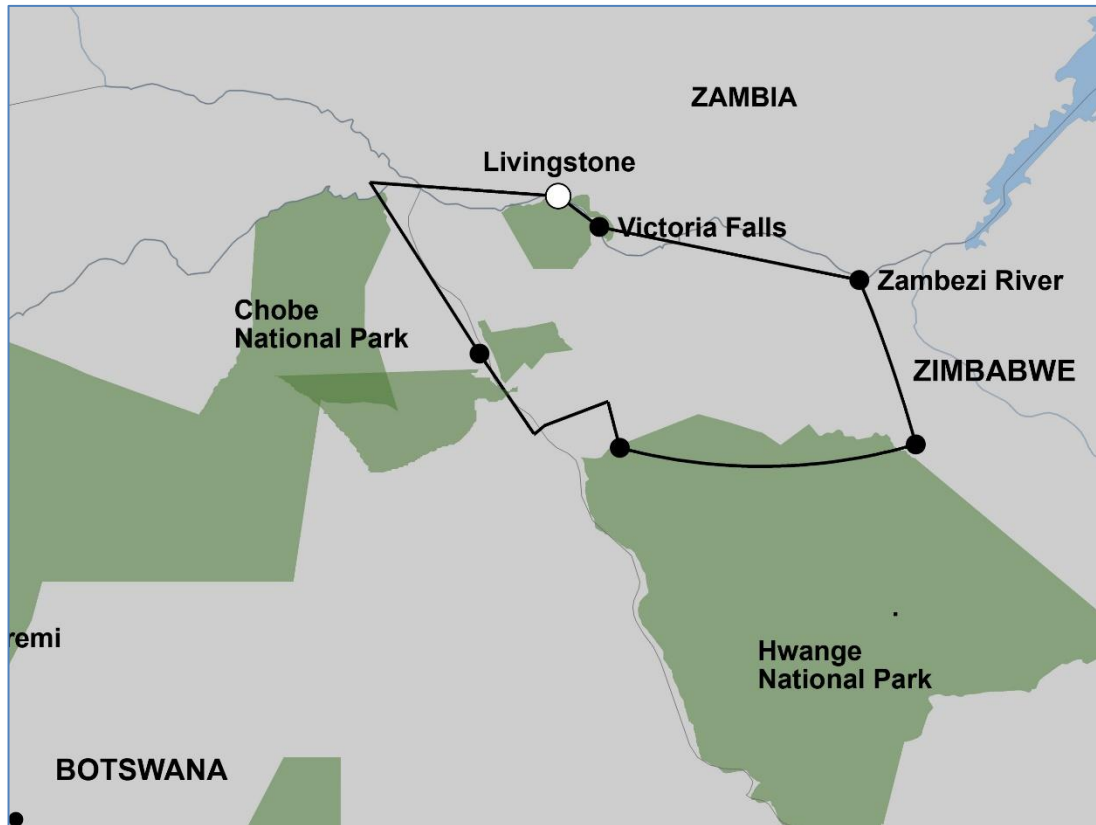 ZAMBIA
Livingstone
Victoria Falls
Zambezi River
Chobe
National Park
ZIMBABWE
remi
Hwange
National Park
BOTSWANA